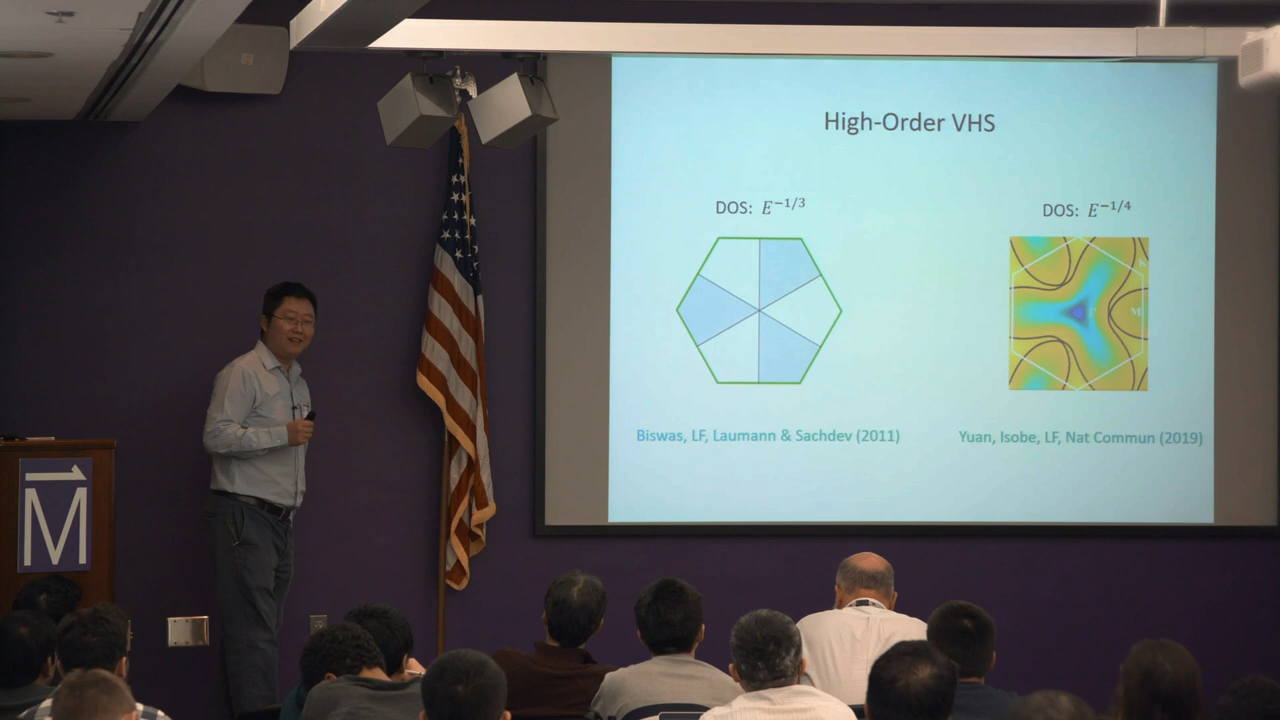 High-Order VHS
DOS: E^{-1/3}
DOS: E^{-1/4}
K
M
Biswas, LF, Laumann & Sachdev (2011)
Yuan, Isobe, LF, Nat Commun (2019)
M